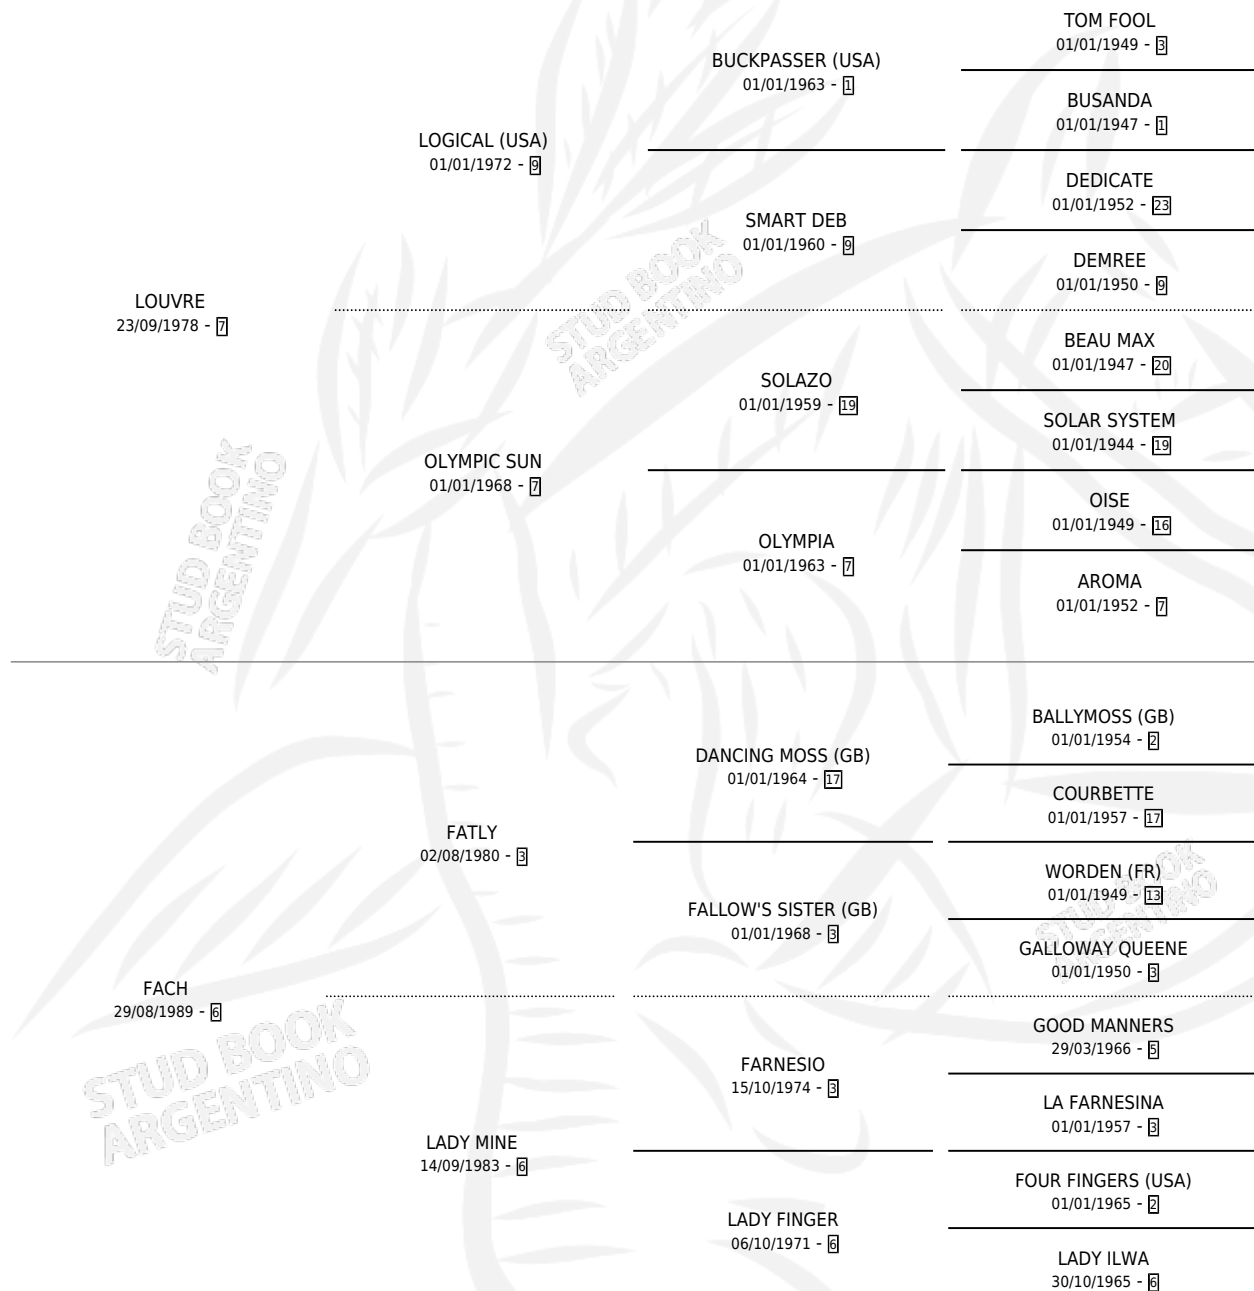 TOM FOOL
01/01/1949 - 3
BUCKPASSER (USA)
01/01/1963 - 1
BUSANDA
01/01/1947 - 1
LOGICAL (USA)
01/01/1972 - 9
DEDICATE
01/01/1952 - 23
SMART DEB
01/01/1960 - 9
DEMREE
01/01/1950 - 9
LOUVRE
23/09/1978 - 7
BEAU MAX
01/01/1947 - 20
SOLAZO
01/01/1959 - 19
SOLAR SYSTEM
01/01/1944 - 19
OLYMPIC SUN
01/01/1968 - 7
OISE
01/01/1949 - 16
OLYMPIA
01/01/1963 - 7
AROMA
01/01/1952 - 7
BALLYMOSS (GB)
01/01/1954 - 2
DANCING MOSS (GB)
01/01/1964 - 17
COURBETTE
01/01/1957 - 17
FATLY
02/08/1980 - 3
WORDEN (FR)
01/01/1949 - 13
FALLOW'S SISTER (GB)
01/01/1968 - 3
GALLOWAY QUEENE
01/01/1950 - 3
FACH
29/08/1989 - 6
GOOD MANNERS
29/03/1966 - 5
FARNESIO
15/10/1974 - 3
LA FARNESINA
01/01/1957 - 3
LADY MINE
14/09/1983 - 6
FOUR FINGERS (USA)
01/01/1965 - 2
LADY FINGER
06/10/1971 - 6
LADY ILWA
30/10/1965 - 6
STUD BOOK
ARGENTINO
STUD BOOK
ARGENTINO
STUD BOOK
ARGENTINO
STUD BOOK
ARGENTINO